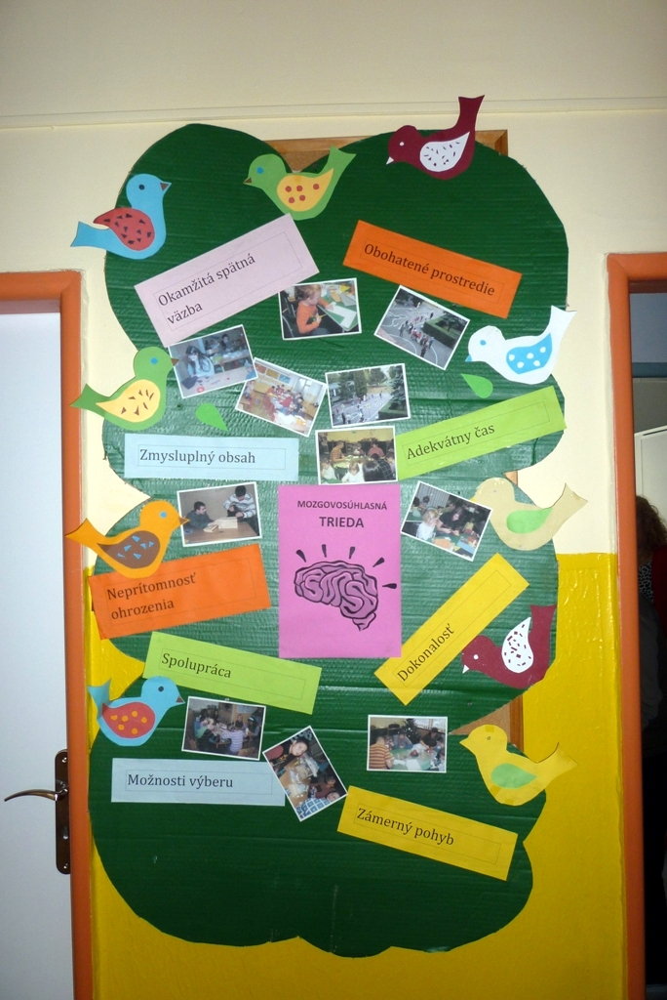 Okamžitá spätná
väzba
Obohatené prostredie
Zmysluplný obsah
Adekvátny čas
MOZGOVOSÚHLASNÁ
TRIEDA
Neprítomnosť
ohrozenia
Dokonalosť
Spolupráca
Možnosti výberu
Zámerný pohyb